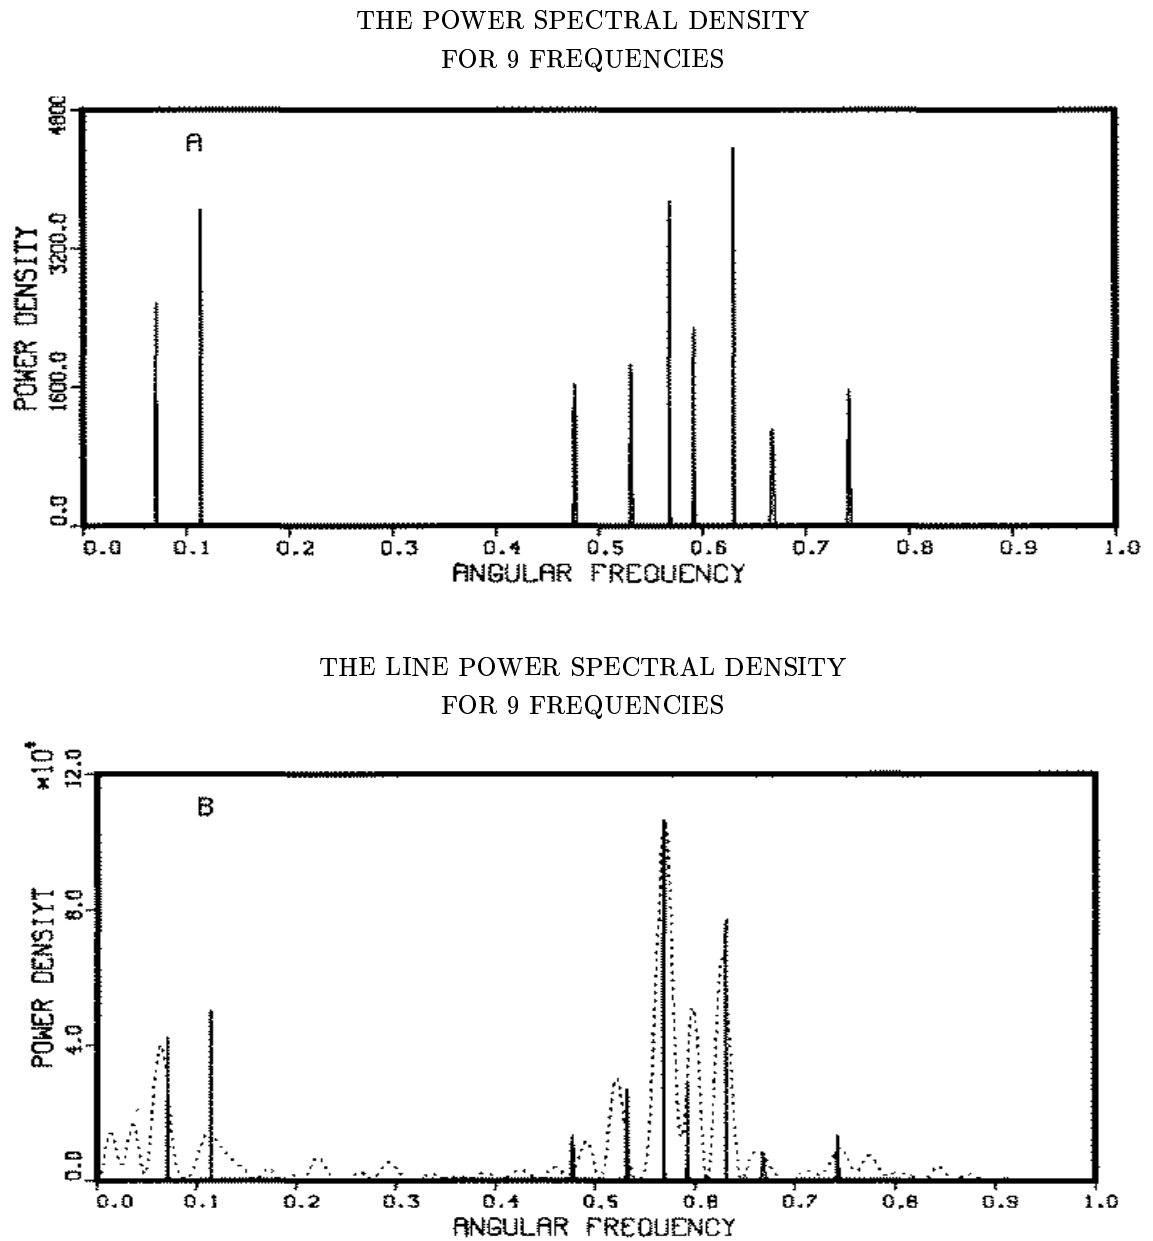 THE POWER SPECTRAL DENSITY
FOR 9 FREQUENCIES
A
POWER DENSITY
4800
3200.0
1600.0
0.0
0.0 0.1 0.2 0.3 0.4 0.5 0.6 0.7 0.8 0.9 1.0
ANGULAR FREQUENCY
THE LINE POWER SPECTRAL DENSITY
FOR 9 FREQUENCIES
B
POWER DENSIYT
×10⁴
12.0
8.0
4.0
0.0
0.0 0.1 0.2 0.3 0.4 0.5 0.6 0.7 0.8 0.9 1.0
ANGULAR FREQUENCY